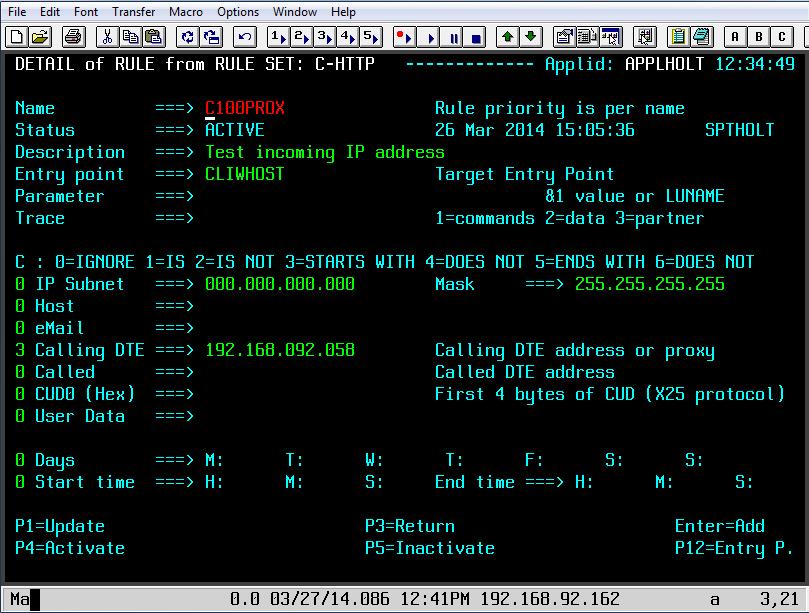 File Edit Font Transfer Macro Options Window Help
1 2 3 4 5 A B C
DETAIL of RULE from RULE SET: C-HTTP ------------- Applid: APPLHOLT 12:34:49
Name ===> C100PROX Rule priority is per name
Status ===> ACTIVE 26 Mar 2014 15:05:36 SPTHOLT
Description ===> Test incoming IP address
Entry point ===> CLIWHOST Target Entry Point
Parameter ===> &1 value or LUNAME
Trace ===> 1=commands 2=data 3=partner
C : 0=IGNORE 1=IS 2=IS NOT 3=STARTS WITH 4=DOES NOT 5=ENDS WITH 6=DOES NOT
0 IP Subnet ===> 000.000.000.000 Mask ===> 255.255.255.255
0 Host ===>
0 eMail ===>
3 Calling DTE ===> 192.168.092.058 Calling DTE address or proxy
0 Called ===> Called DTE address
0 CUD0 (Hex) ===> First 4 bytes of CUD (X25 protocol)
0 User Data ===>
0 Days ===> M: T: W: T: F: S: S:
0 Start time ===> H: M: S: End time ===> H: M: S:
P1=Update P3=Return Enter=Add
P4=Activate P5=Inactivate P12=Entry P.
Ma 0.0 03/27/14.086 12:41PM 192.168.92.162 a 3,21